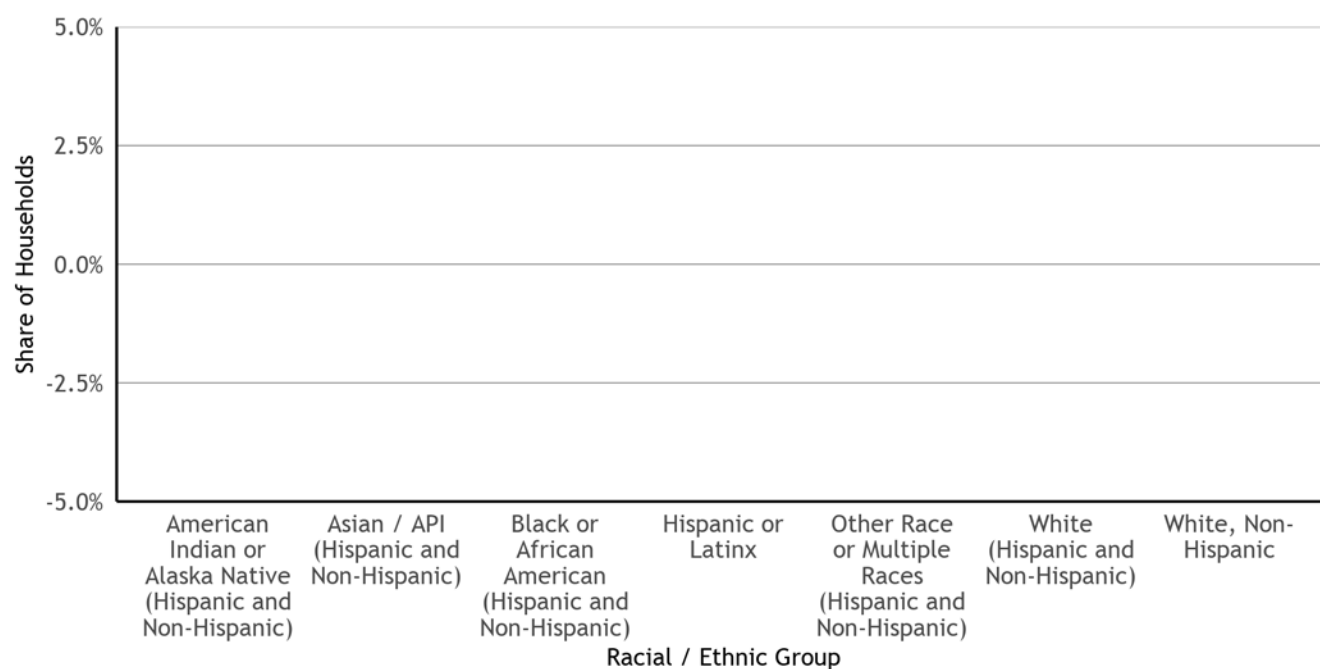 5.0%
2.5%
0.0%
-2.5%
-5.0%
Share of Households
American
Indian or
Alaska Native
(Hispanic and
Non-Hispanic)
Asian / API
(Hispanic and
Non-Hispanic)
Black or
African
American
(Hispanic and
Non-Hispanic)
Hispanic or
Latinx
Other Race
or Multiple
Races
(Hispanic and
Non-Hispanic)
White
(Hispanic and
Non-Hispanic)
White, Non-
Hispanic
Racial / Ethnic Group